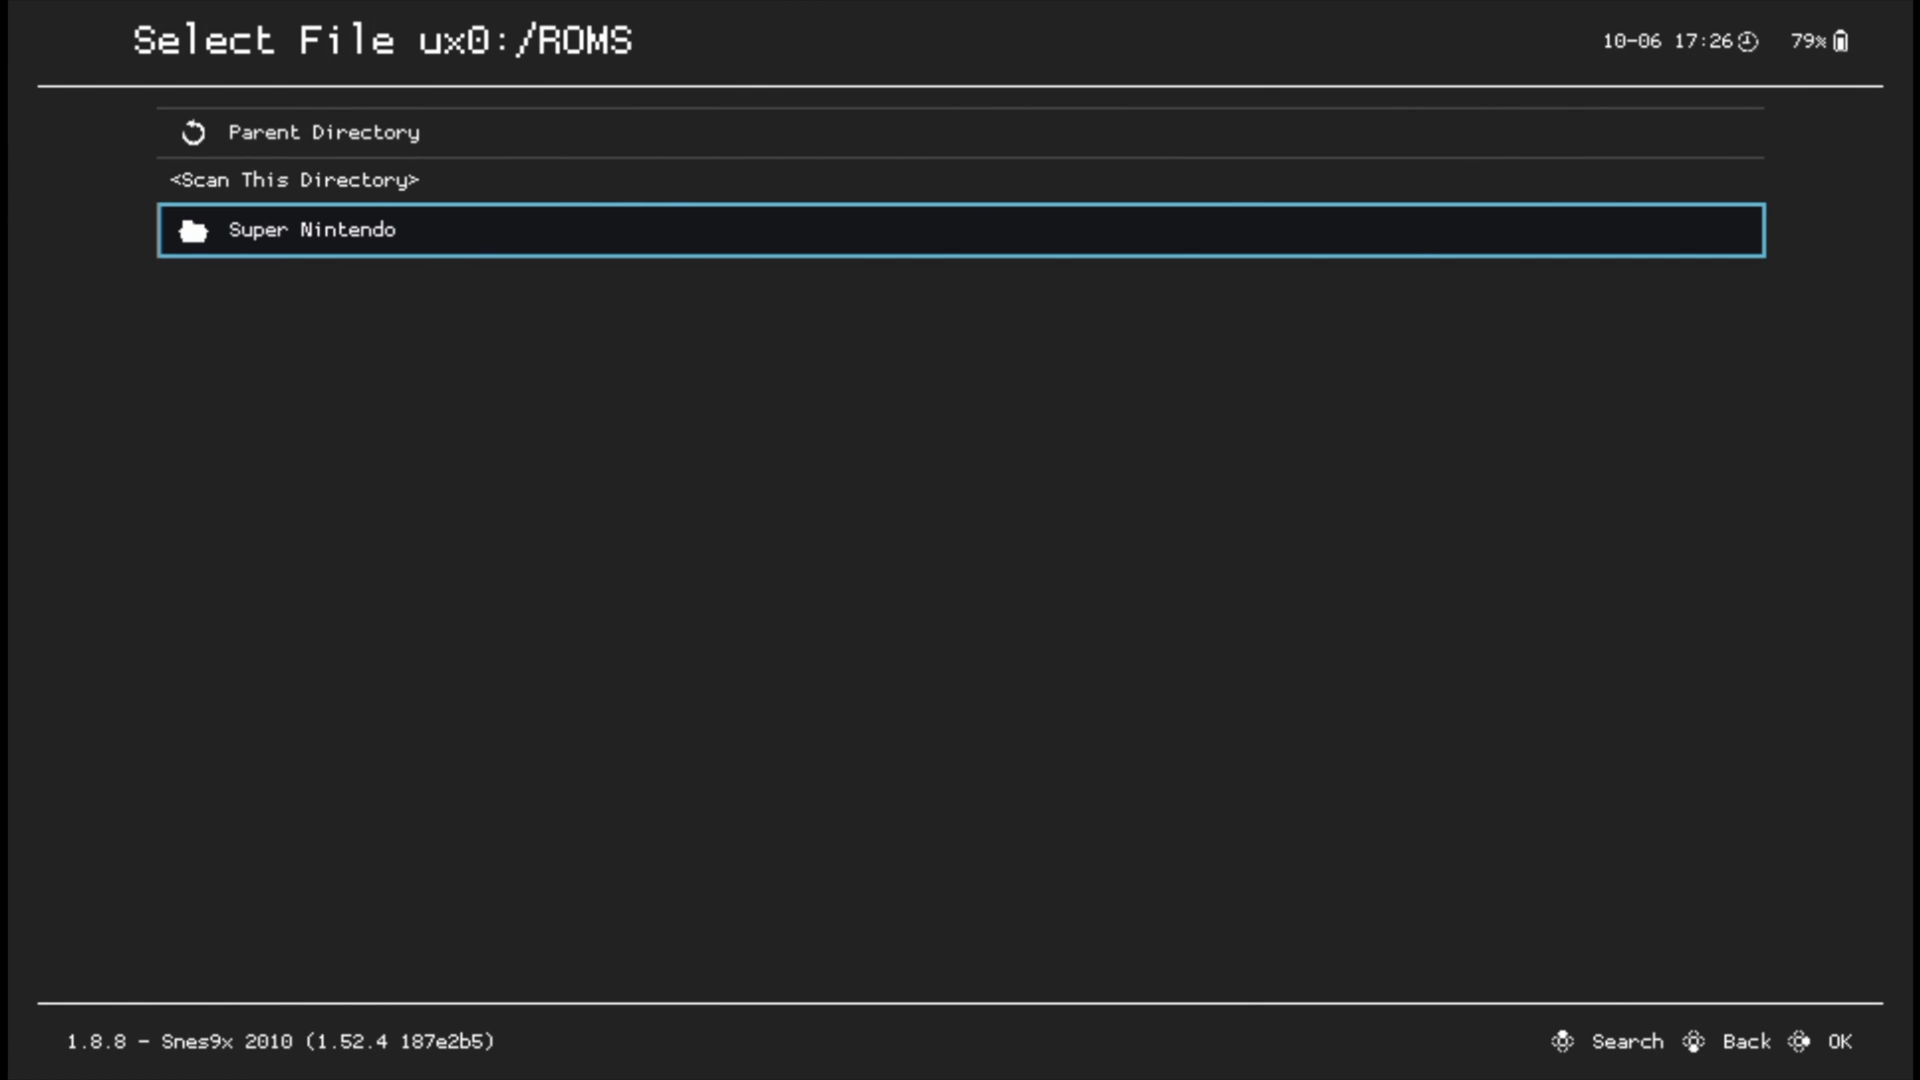 Select File ux0:/ROMS
10-06 17:26 79%
Parent Directory
<Scan This Directory>
Super Nintendo
1.8.8 - Snes9x 2010 (1.52.4 187e2b5)
Search Back OK